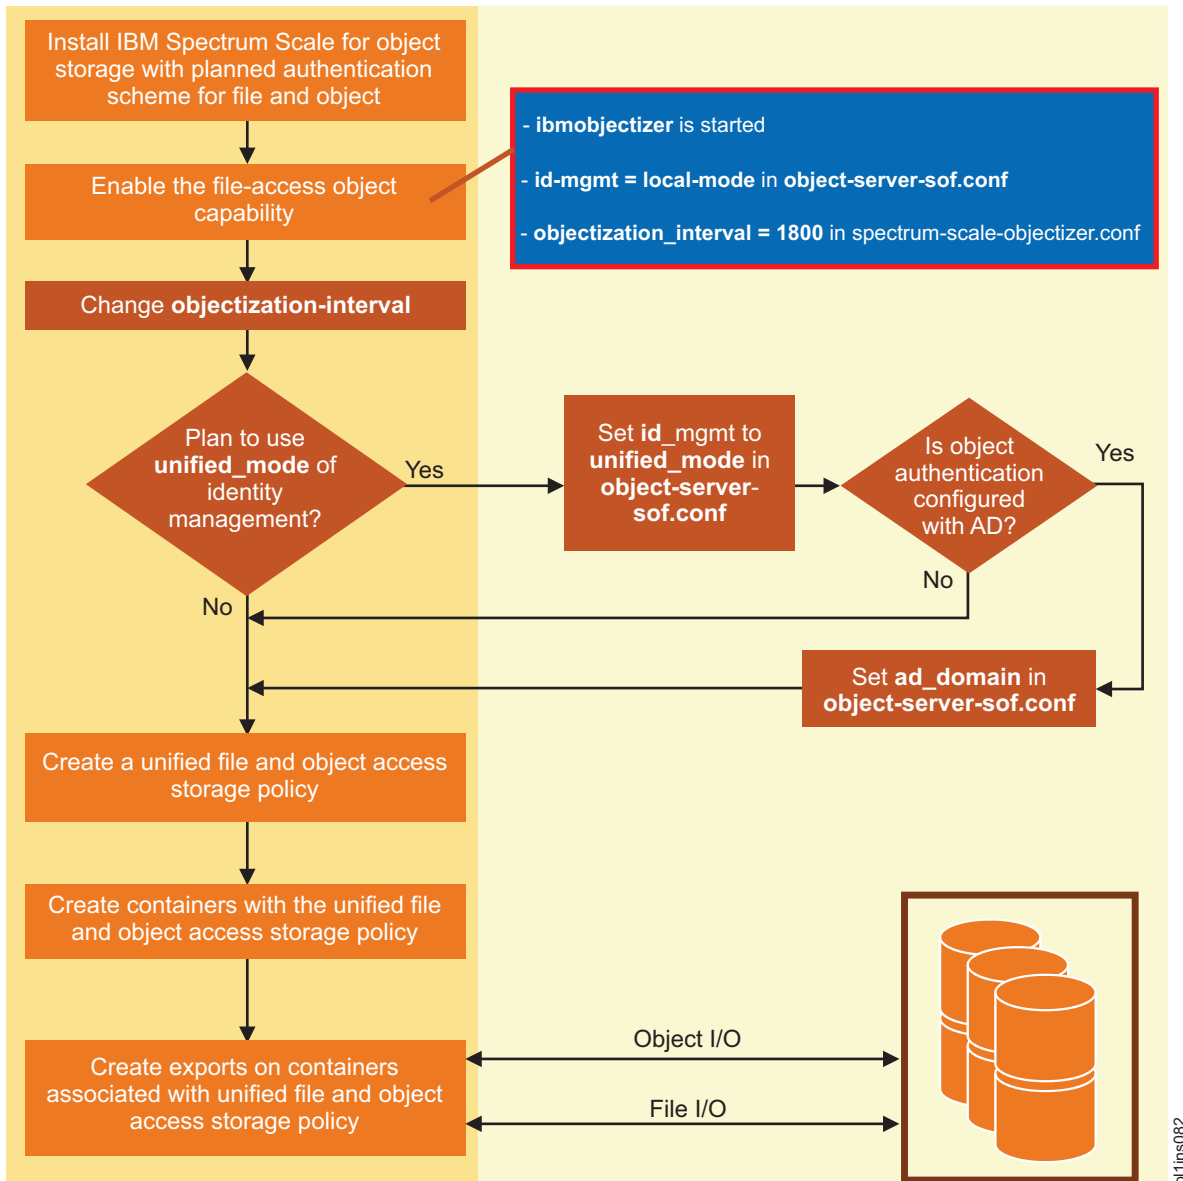 Install IBM Spectrum Scale for object
storage with planned authentication
scheme for file and object
- ibmobjectizer is started
- id-mgmt = local-mode in object-server-sof.conf
- objectization_interval = 1800 in spectrum-scale-objectizer.conf
Enable the file-access object
capability
Change objectization-interval
Plan to use
unified_mode of
identity
management?
Yes
Set id_mgmt to
unified_mode in
object-server-
sof.conf
Is object
authentication
configured
with AD?
Yes
No
No
Set ad_domain in
object-server-sof.conf
Create a unified file and object access
storage policy
Create containers with the unified file
and object access storage policy
Create exports on containers
associated with unified file and object
access storage policy
Object I/O
File I/O